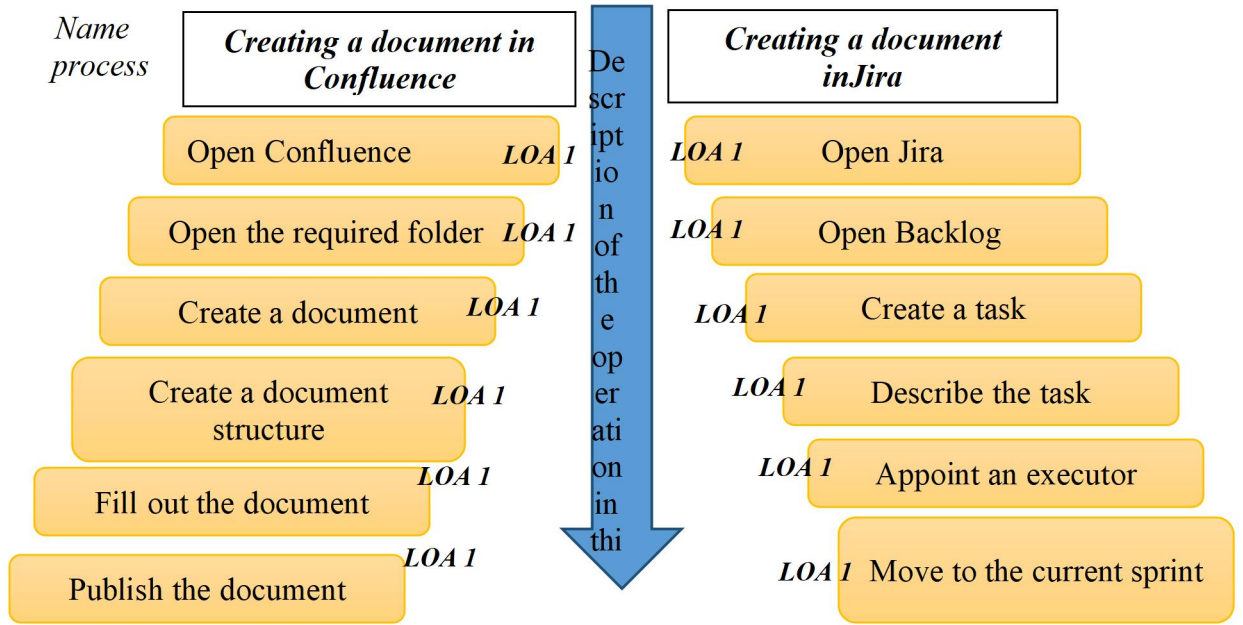 Name
process
Creating a document in
Confluence
Open Confluence
LOA 1
Open the required folder
LOA 1
Create a document
LOA 1
Create a document
structure
LOA 1
Fill out the document
LOA 1
Publish the document
LOA 1
De
scr
ipt
io
n
of
th
e
op
er
ati
on
in
thi
Creating a document
inJira
LOA 1
Open Jira
LOA 1
Open Backlog
LOA 1
Create a task
LOA 1
Describe the task
LOA 1
Appoint an executor
LOA 1
Move to the current sprint